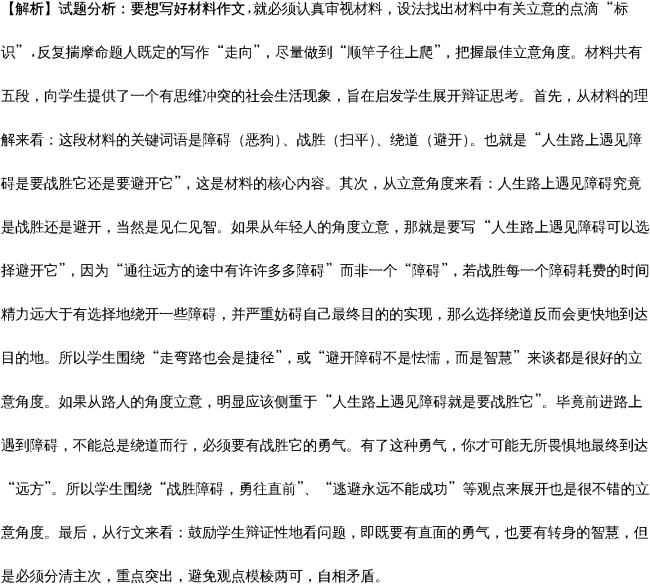 【解析】试题分析：要想写好材料作文，就必须认真审视材料，设法找出材料中有关立意的点滴“标
识”，反复揣摩命题人既定的写作“走向”，尽量做到“顺竿子往上爬”，把握最佳立意角度。材料共有
五段，向学生提供了一个有思维冲突的社会生活现象，旨在启发学生展开辩证思考。首先，从材料的理
解来看：这段材料的关键词语是障碍（恶狗）、战胜（扫平）、绕道（避开）。也就是“人生路上遇见障
碍是要战胜它还是要避开它”，这是材料的核心内容。其次，从立意角度来看：人生路上遇见障碍究竟
是战胜还是避开，当然是见仁见智。如果从年轻人的角度立意，那就是要写“人生路上遇见障碍可以选
择避开它”，因为“通往远方的途中有许许多多障碍”而非一个“障碍”，若战胜每一个障碍耗费的时间
精力远大于有选择地绕开一些障碍，并严重妨碍自己最终目的的实现，那么选择绕道反而会更快地到达
目的地。所以学生围绕“走弯路也会是捷径”，或“避开障碍不是怯懦，而是智慧”来谈都是很好的立
意角度。如果从路人的角度立意，明显应该侧重于“人生路上遇见障碍就是要战胜它”。毕竟前进路上
遇到障碍，不能总是绕道而行，必须要有战胜它的勇气。有了这种勇气，你才可能无所畏惧地最终到达
“远方”。所以学生围绕“战胜障碍，勇往直前”、“逃避永远不能成功”等观点来展开也是很不错的立
意角度。最后，从行文来看：鼓励学生辩证性地看问题，即既要有直面的勇气，也要有转身的智慧，但
是必须分清主次，重点突出，避免观点模棱两可，自相矛盾。